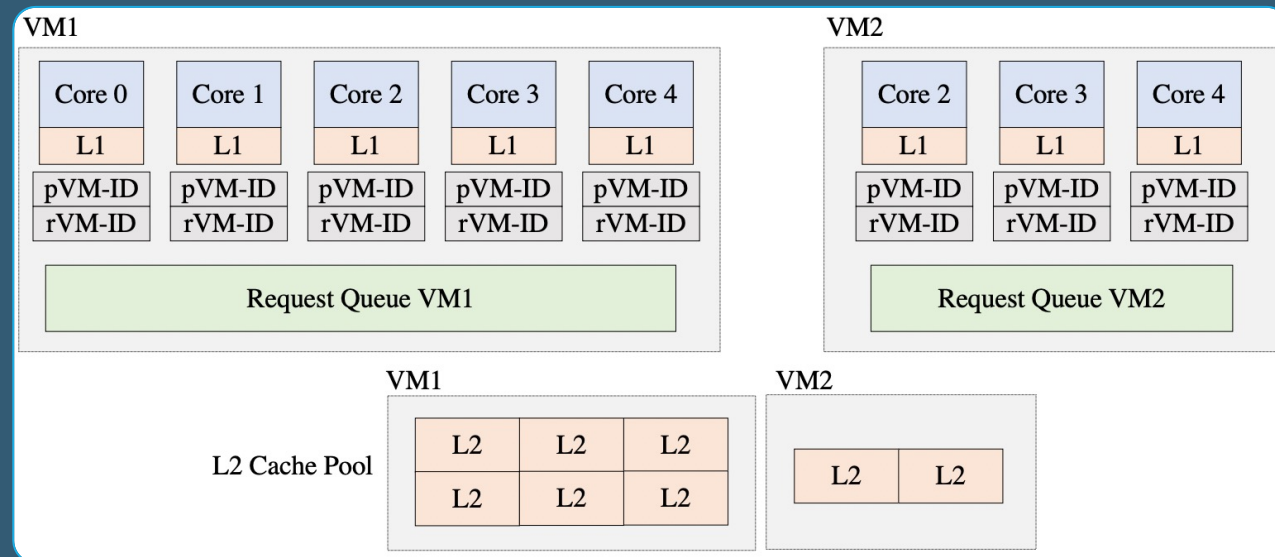 VM1
VM2
Core 0 Core 1 Core 2 Core 3 Core 4 Core 2 Core 3 Core 4
L1 L1 L1 L1 L1 L1 L1 L1
pVM-ID pVM-ID pVM-ID pVM-ID pVM-ID pVM-ID pVM-ID pVM-ID
rVM-ID rVM-ID rVM-ID rVM-ID rVM-ID rVM-ID rVM-ID rVM-ID
Request Queue VM1 Request Queue VM2
VM1 VM2
L2 L2 L2
L2 Cache Pool L2 L2
L2 L2 L2